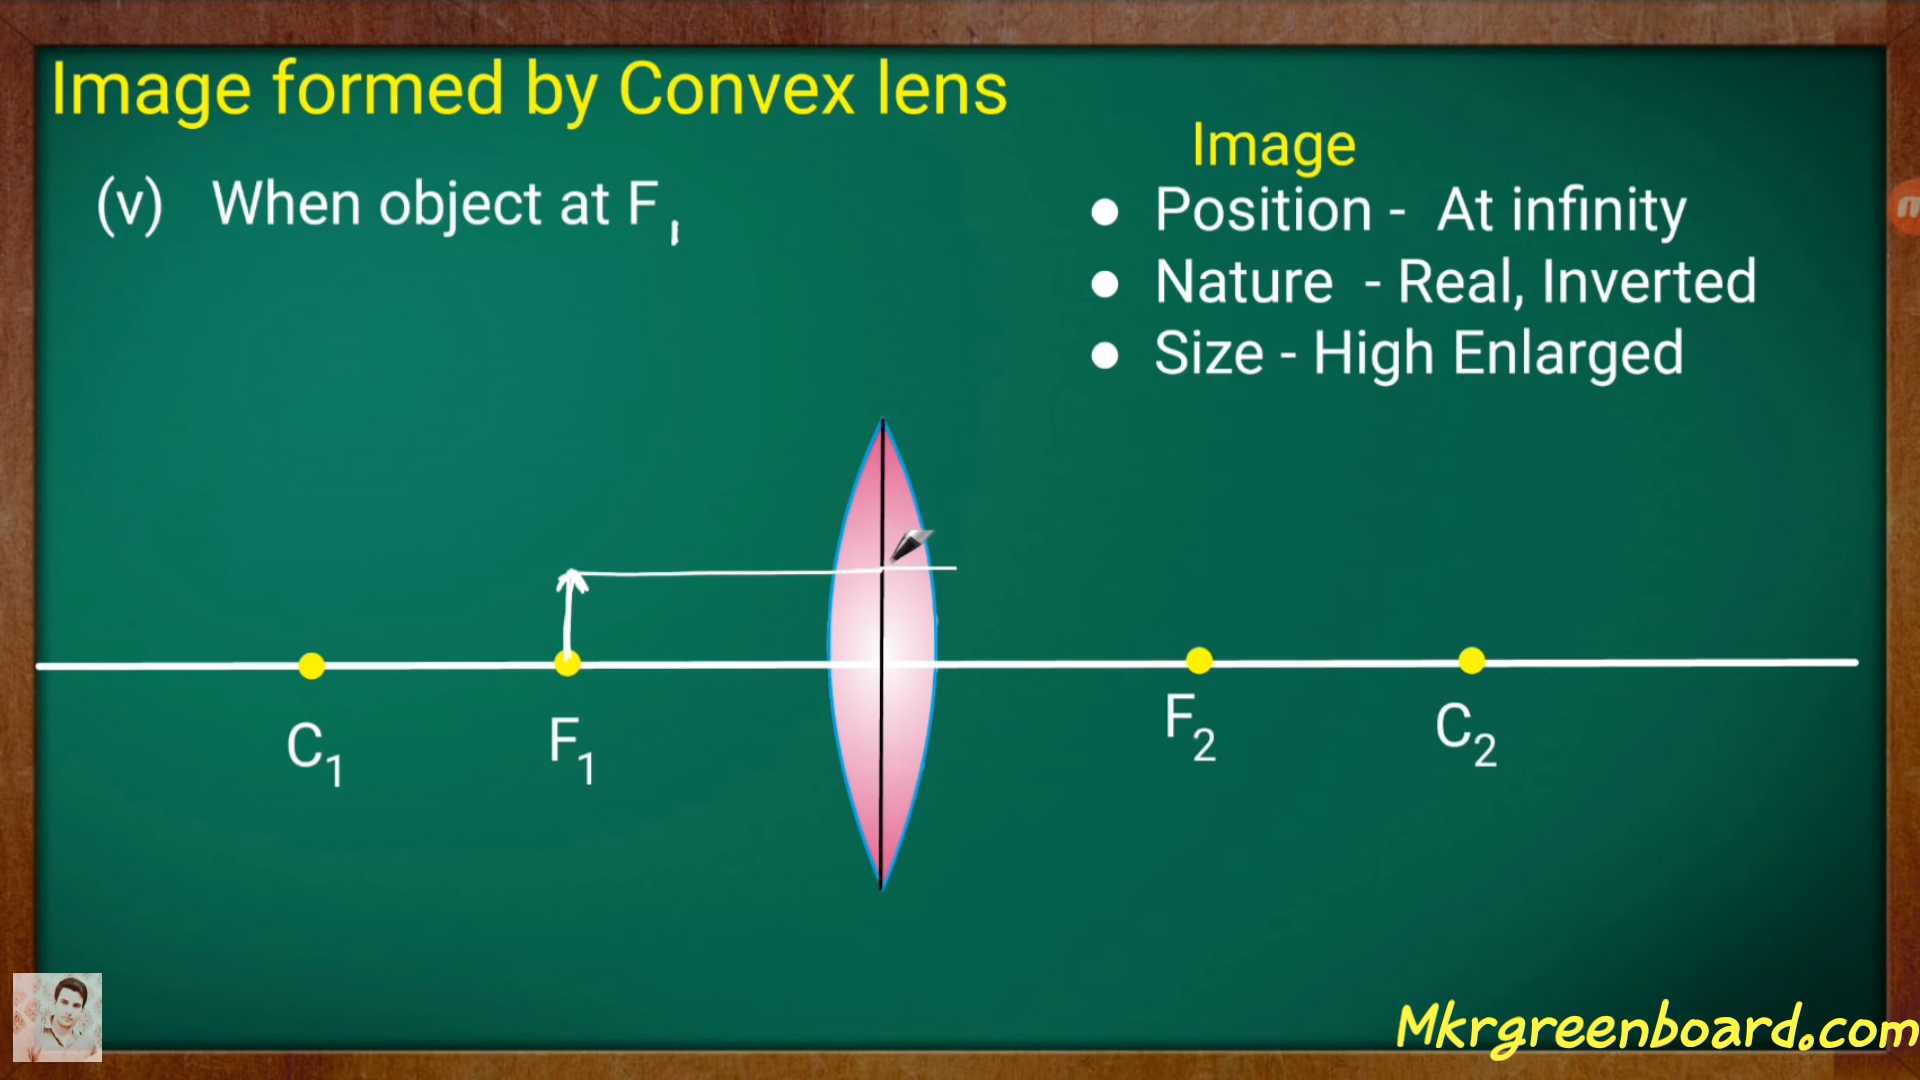 Image formed by Convex lens
(v) When object at F₁
Image
● Position - At infinity
● Nature - Real, Inverted
● Size - High Enlarged
C₁
F₁
F₂
C₂
Mkrgreenboard.com